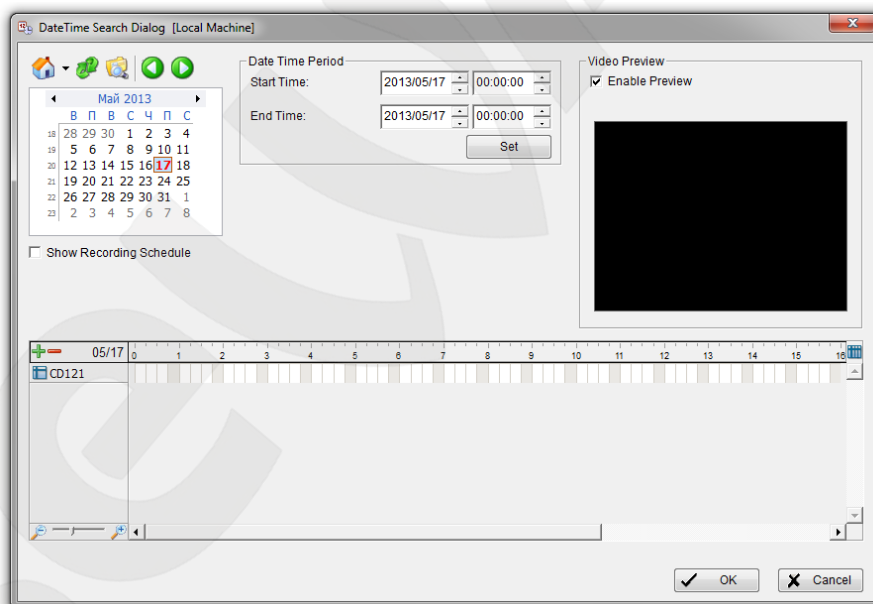 DateTime Search Dialog [Local Machine]
Май 2013
В П В С Ч П С
18 28 29 30 1 2 3 4
19 5 6 7 8 9 10 11
20 12 13 14 15 16 17 18
21 19 20 21 22 23 24 25
22 26 27 28 29 30 31 1
23 2 3 4 5 6 7 8
Show Recording Schedule
Date Time Period
Start Time: 2013/05/17 00:00:00
End Time: 2013/05/17 00:00:00
Set
Video Preview
Enable Preview
05/17 0 1 2 3 4 5 6 7 8 9 10 11 12 13 14 15 16
CD121
OK Cancel